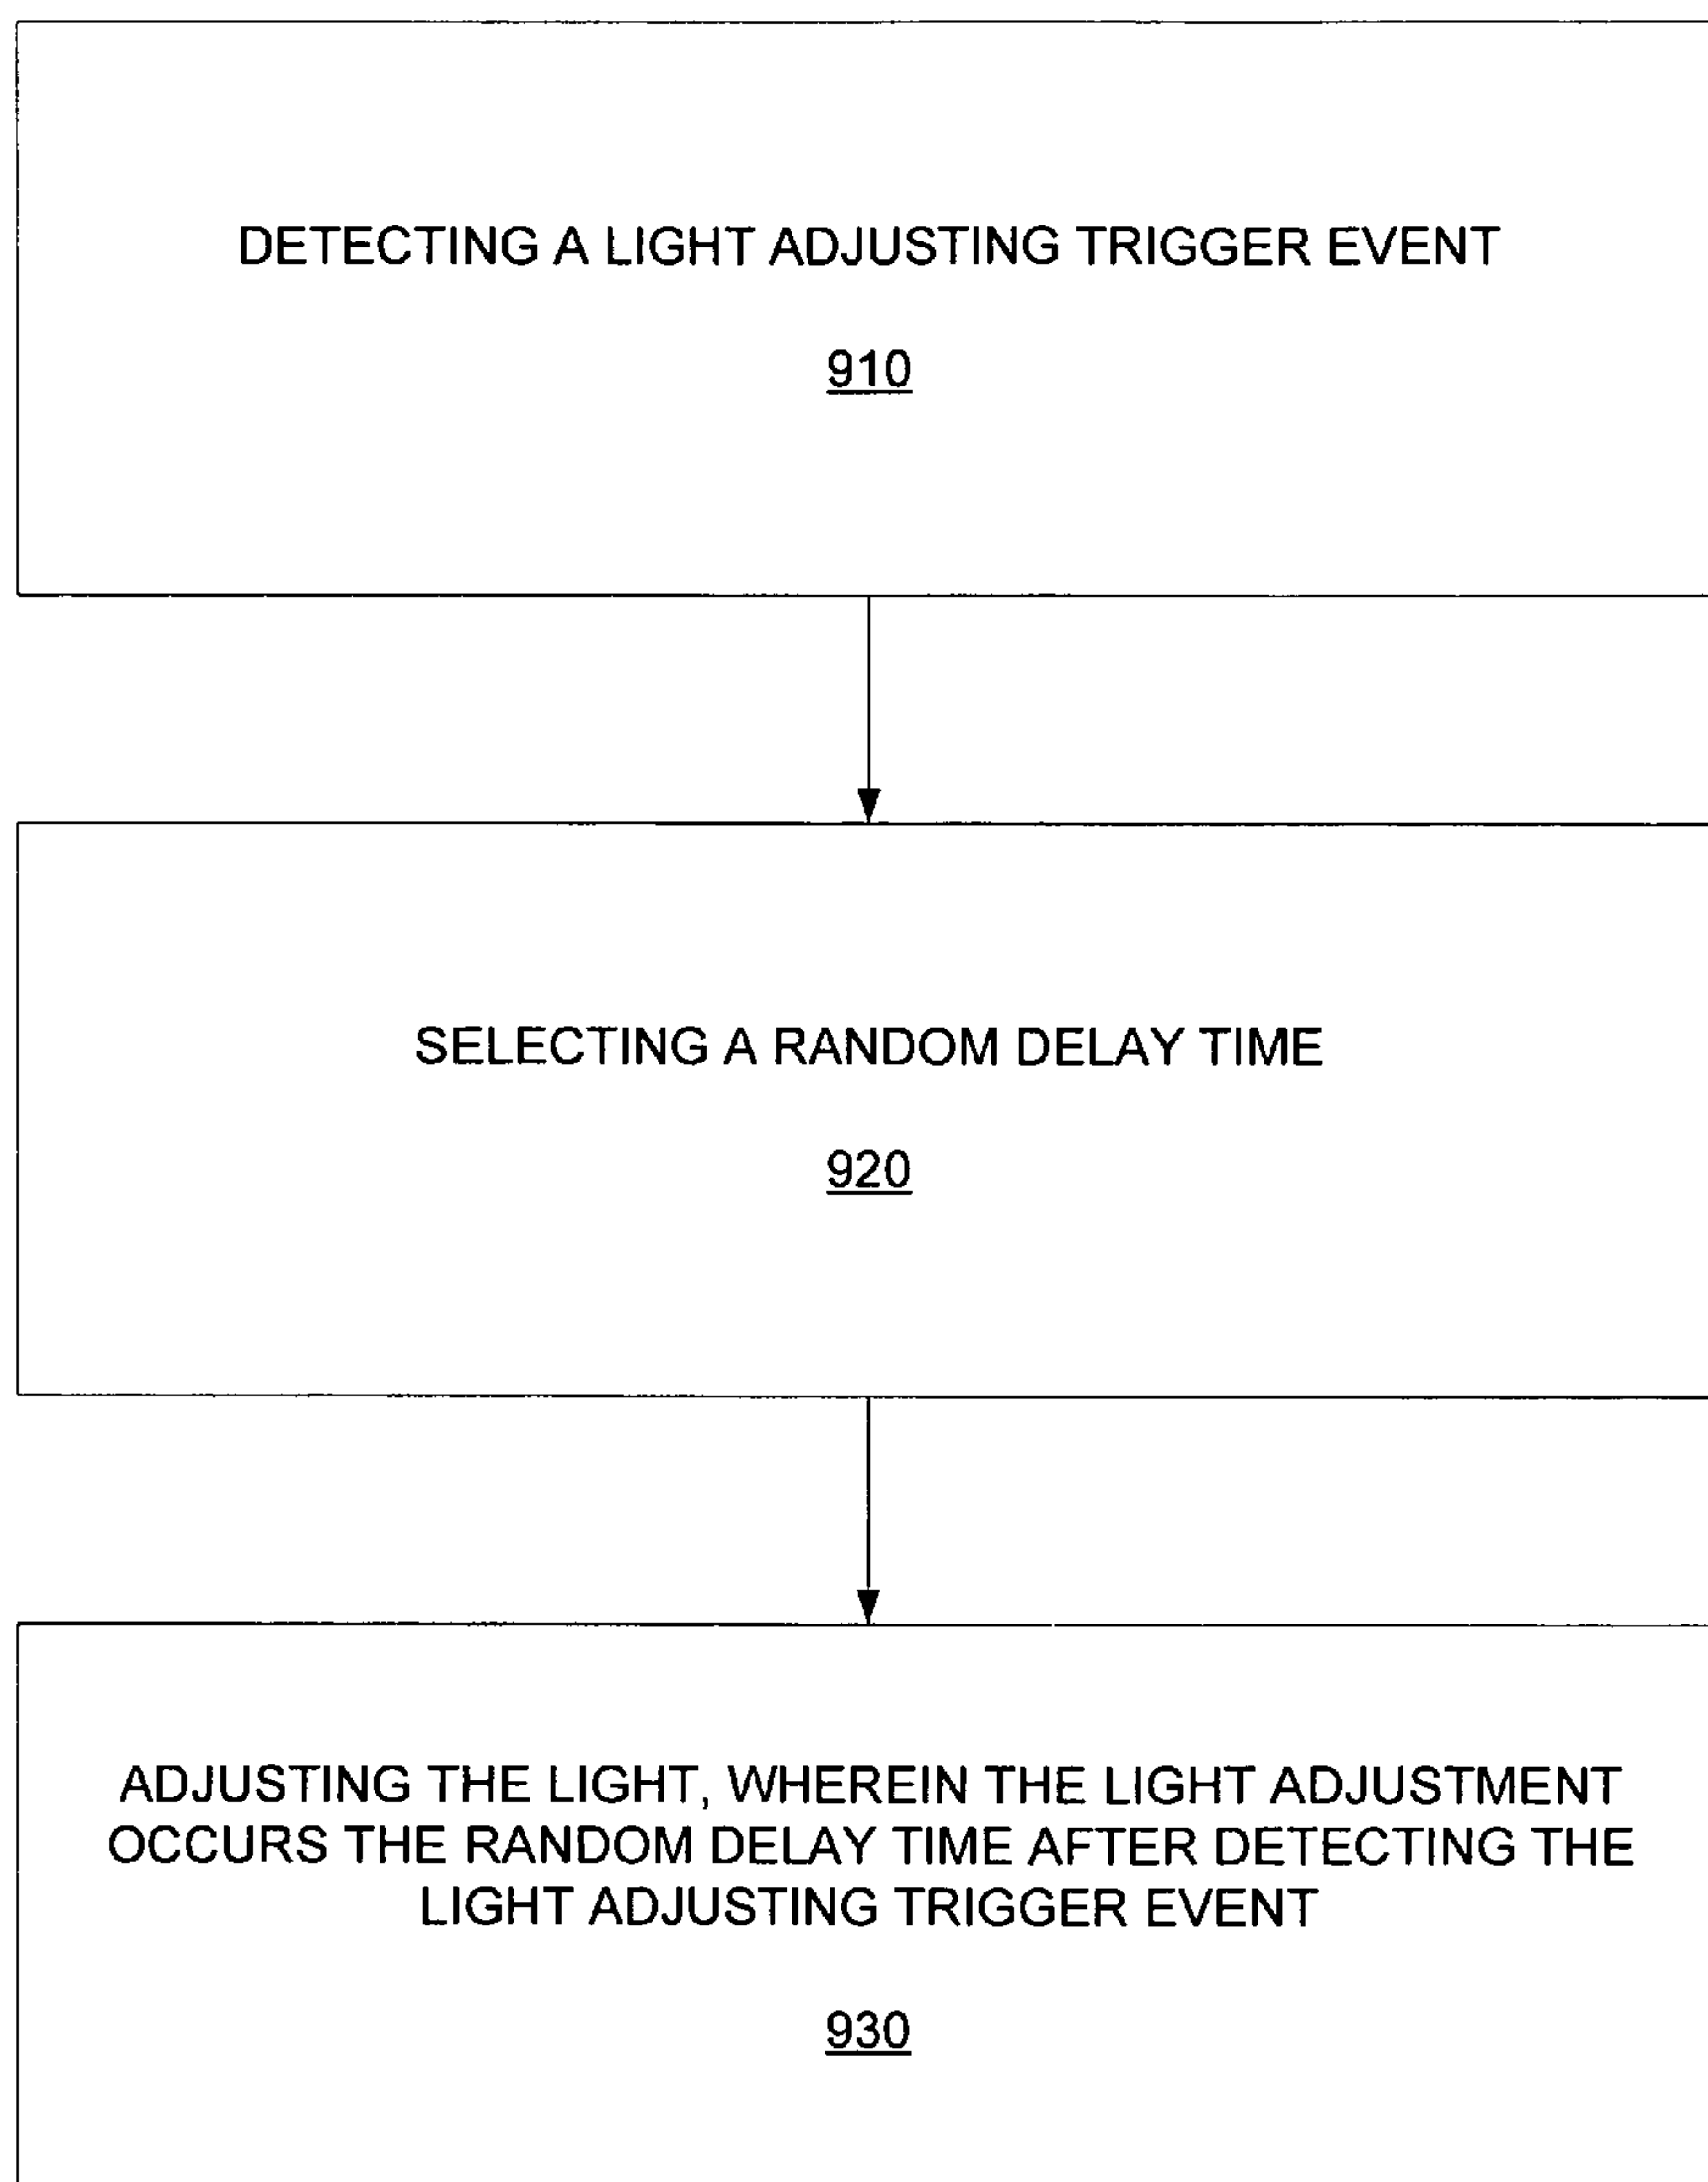 DETECTING A LIGHT ADJUSTING TRIGGER EVENT
910
SELECTING A RANDOM DELAY TIME
920
ADJUSTING THE LIGHT, WHEREIN THE LIGHT ADJUSTMENT
OCCURS THE RANDOM DELAY TIME AFTER DETECTING THE
LIGHT ADJUSTING TRIGGER EVENT
930